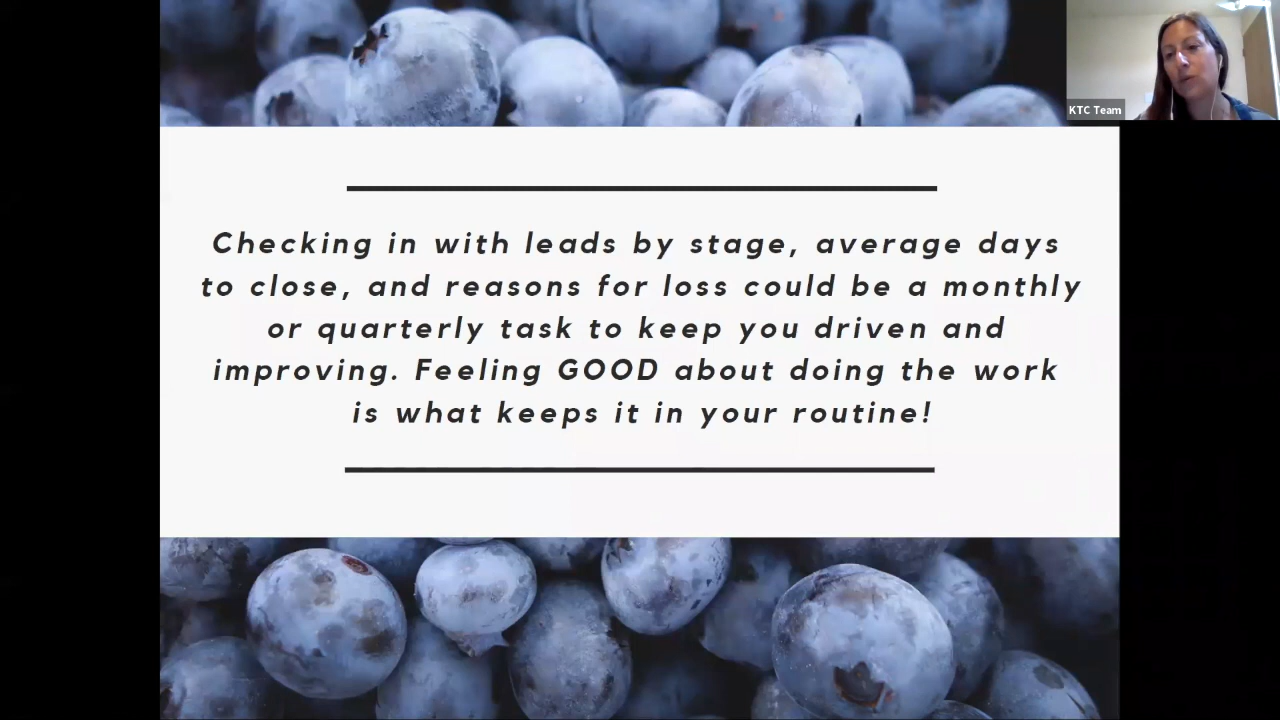 KTC Team
Checking in with leads by stage, average days
to close, and reasons for loss could be a monthly
or quarterly task to keep you driven and
improving. Feeling GOOD about doing the work
is what keeps it in your routine!